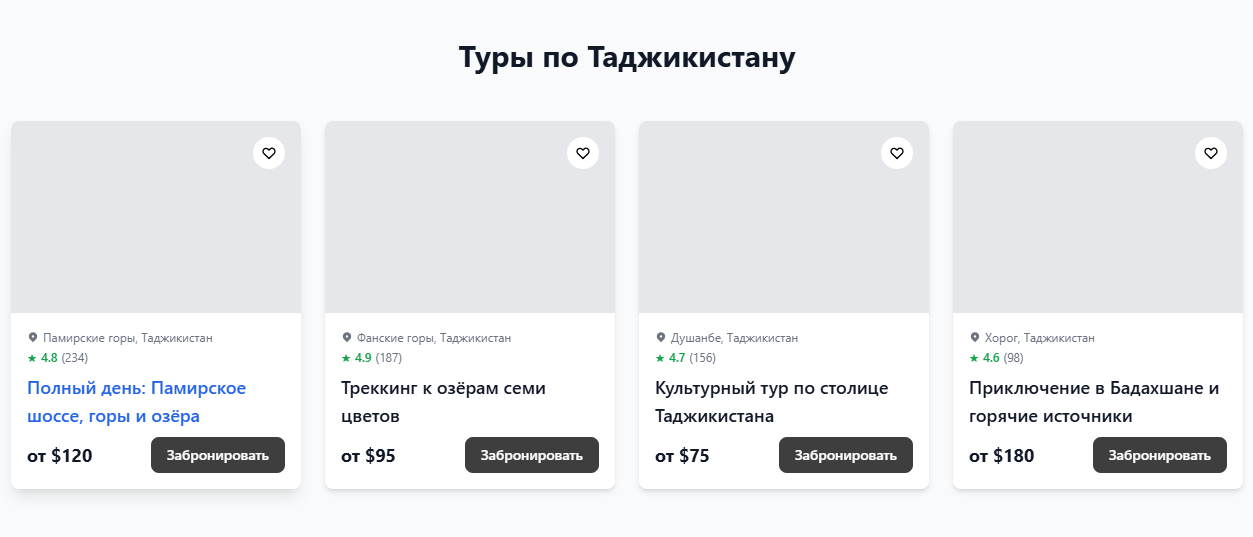 Туры по Таджикистану
Памирские горы, Таджикистан
★ 4.8 (234)
Полный день: Памирское
шоссе, горы и озёра
от $120
Забронировать
Фанские горы, Таджикистан
★ 4.9 (187)
Треккинг к озёрам семи
цветов
от $95
Забронировать
Душанбе, Таджикистан
★ 4.7 (156)
Культурный тур по столице
Таджикистана
от $75
Забронировать
Хорог, Таджикистан
★ 4.6 (98)
Приключение в Бадахшане и
горячие источники
от $180
Забронировать